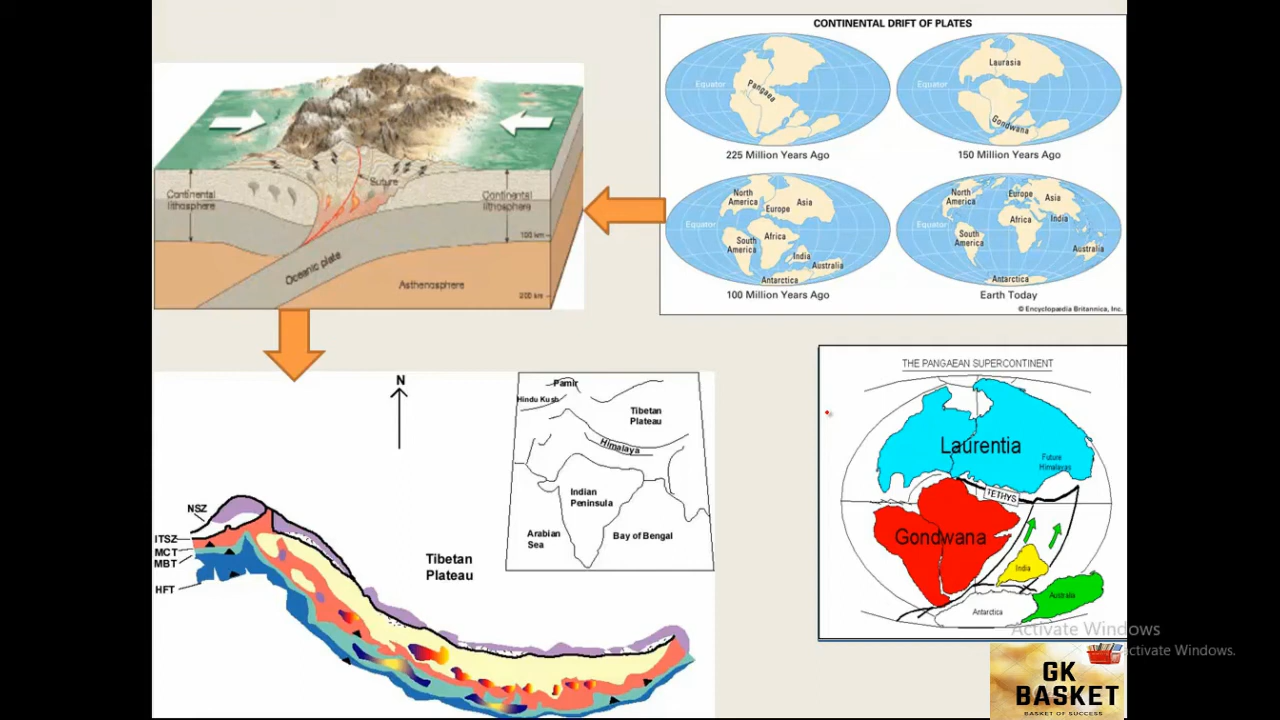 CONTINENTAL DRIFT OF PLATES
Equator
Pangaea
225 Million Years Ago
Equator
Laurasia
Gondwana
150 Million Years Ago
North
America
Europe
Asia
Equator
South
America
Africa
India
Australia
Antarctica
100 Million Years Ago
North
America
Europe
Asia
Equator
Africa
India
South
America
Australia
Antarctica
Earth Today
© Encyclopædia Britannica, Inc.
Suture
Continental
lithosphere
Continental
lithosphere
100 km
Oceanic plate
Asthenosphere
200 km
N
NSZ
ITSZ
MCT
MBT
HFT
Tibetan
Plateau
Pamir
Hindu Kush
Tibetan
Plateau
Himalaya
Indian
Peninsula
Arabian
Sea
Bay of Bengal
THE PANGAEAN SUPERCONTINENT
Laurentia
Future
Himalayas
TETHYS
Gondwana
India
Australia
Antarctica
Activate Windows
activate Windows.
GK
BASKET
BASKET OF SUCCESS